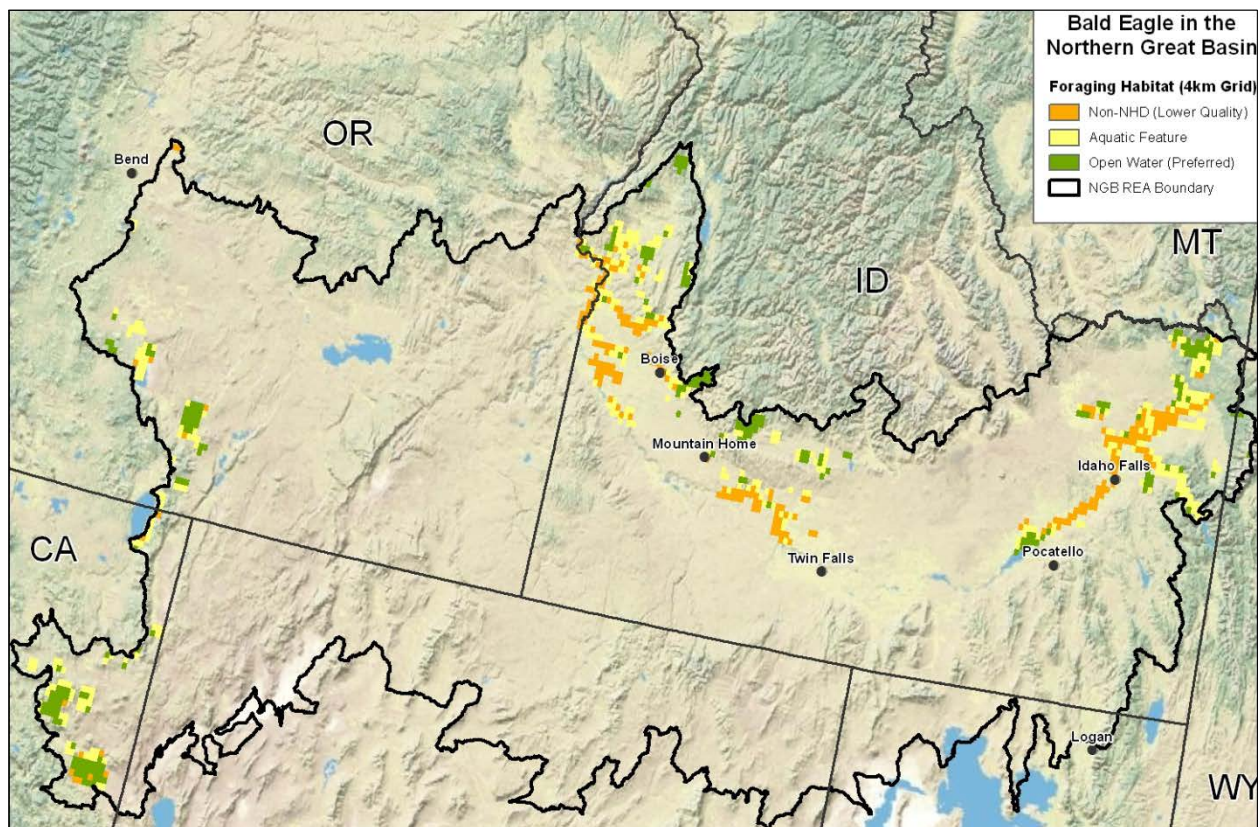 Bald Eagle in the
Northern Great Basin
Foraging Habitat (4km Grid)
Non-NHD (Lower Quality)
Aquatic Feature
Open Water (Preferred)
NGB REA Boundary
OR
Bend
MT
ID
Boise
Mountain Home
Idaho Falls
CA
Twin Falls
Pocatello
Logan
WY